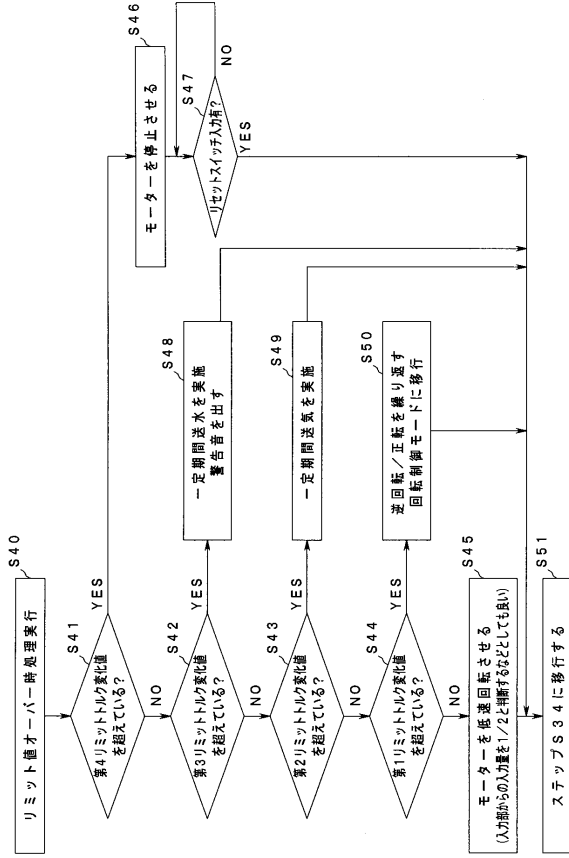 S40
リミット値オーバー時処理実行
S41
第4リミットトルク変化値
を超えている?
YES
NO
S46
モーターを停止させる
S47
リセットスイッチ入力有?
NO
YES
S42
第3リミットトルク変化値
を超えている?
YES
NO
S48
一定期間送水を実施
警告音を出す
S43
第2リミットトルク変化値
を超えている?
YES
NO
S49
一定期間送気を実施
S44
第1リミットトルク変化値
を超えている?
YES
NO
S50
逆回転/正転を繰り返す
回転制御モードに移行
S45
モーターを低速回転させる
(入力部からの入力量を1/2と判断するなどとしても良い)
S51
ステップS34に移行する